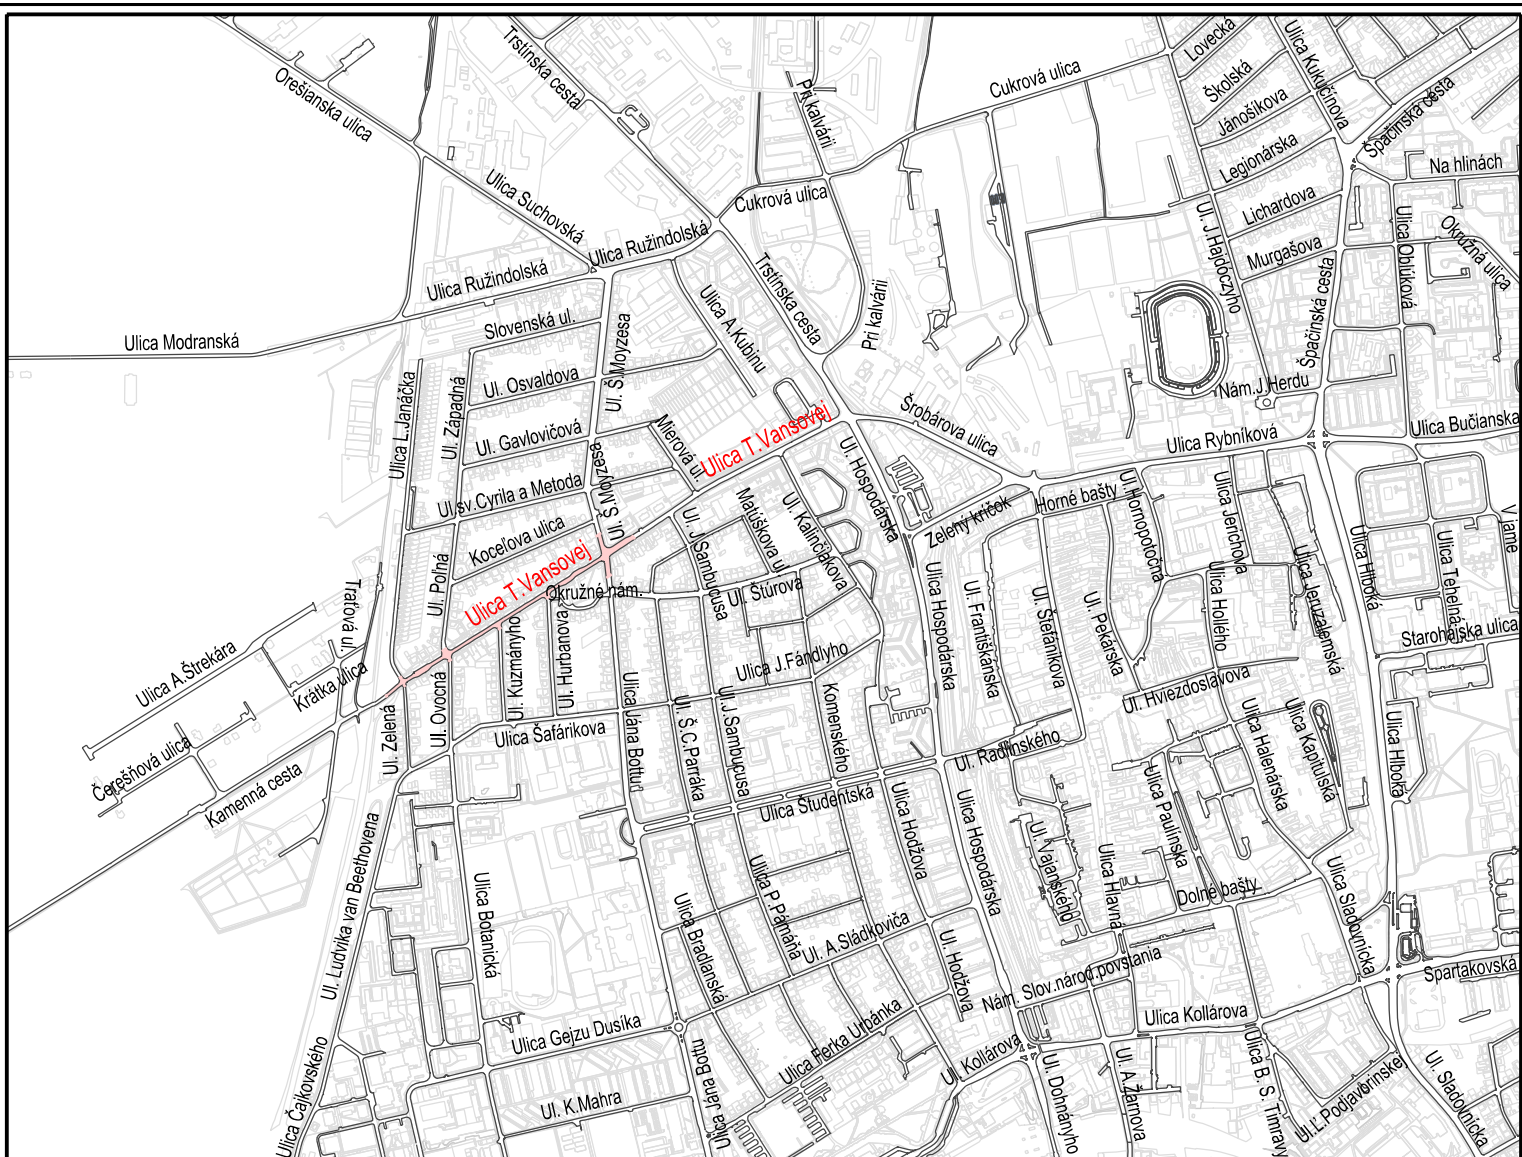 Trstínska cesta
Orešianska ulica
Pri kalvárii
Cukrová ulica
Lovecká
Ulica Kukučínova
Školská
Jánošíkova
Špačinská cesta
Legionárska
Na hlinách
Ulica Suchovská
Cukrová ulica
Lichardova
Ul. J.Hajdóczyho
Ulica Oblúková
Okružná ulica
Ulica Ružindolská
Murgašova
Ulica Ružindolská
Trstínska cesta
Ulica A.Kubinu
Pri kalvárii
Špačinská cesta
Slovenská ul.
Ulica Modranská
Ul. Š.Moyzesa
Ulica L.Janáčka
Ul. Západná
Ul. Osvaldova
Nám.J.Herdu
Šrobárova ulica
Ulica T.Vansovej
Mierová ul.
Ul. Gavlovičová
Ulica Rybníková
Ulica Bučianska
Ul. Hospodárska
Ul. Š.Moyzesa
Ul.sv.Cyrila a Metoda
Matúškova ul.
Ul. Kalinčiakova
Zelený kríčok
Horné bašty
Ul.Hornopotočná
Ulica Jerichova
V jame
Koceľova ulica
Ul. J.Sambucusa
Ulica Hlboká
Ulica Tehelná
Ulica Jeruzalemská
Ulica T.Vansovej
Ul. Poľná
Okružné nám.
Ul. Štúrova
Ulica Hospodárska
Ul. Františkánska
Ul. Štefánikova
Ul. Pekárska
Ulica Hollého
Traťová ul.
Starohájska ulica
Ulica A.Štrekára
Krátka ulica
Ul. Kuzmányho
Ul. Hurbanova
Ulica J.Fándlyho
Ul. Hviezdoslavova
Ul. Zelená
Ul. Ovocná
Ulica Šafárikova
Ulica Jána Bottu
Ul. Š.C.Parráka
Ul.J.Sambucusa
Komenského
Ulica Halenárska
Ulica Kapitulská
Ulica Hlboká
Čerešňová ulica
Ul. Radlinského
Kamenná cesta
Ulica Študentská
Ulica Hodžova
Ulica Hospodárska
Ul. Vajanského
Ulica Paulínska
Ulica Hlavná
Ul. Ludvika van Beethovena
Ulica Botanická
Ulica Bradlanská
Ulica P.Pámáňa
Ul. A.Sládkoviča
Dolné bašty
Ulica Sladovnícka
Ul. Hodžova
Nám. Slov.národ.povstania
Spartakovská
Ulica Gejzu Dusíka
Ulica Ferka Urbánka
Ul. Kollárova
Ulica Kollárova
Ulica Čajkovského
Ul. K.Mahra
Ulica Jána Bottu
Ul. Dohnányho
Ul. A.Žarnova
Ulica B. S. Timravy
Ul.Ľ.Podjavorinskej
Ul. Sladovnícka